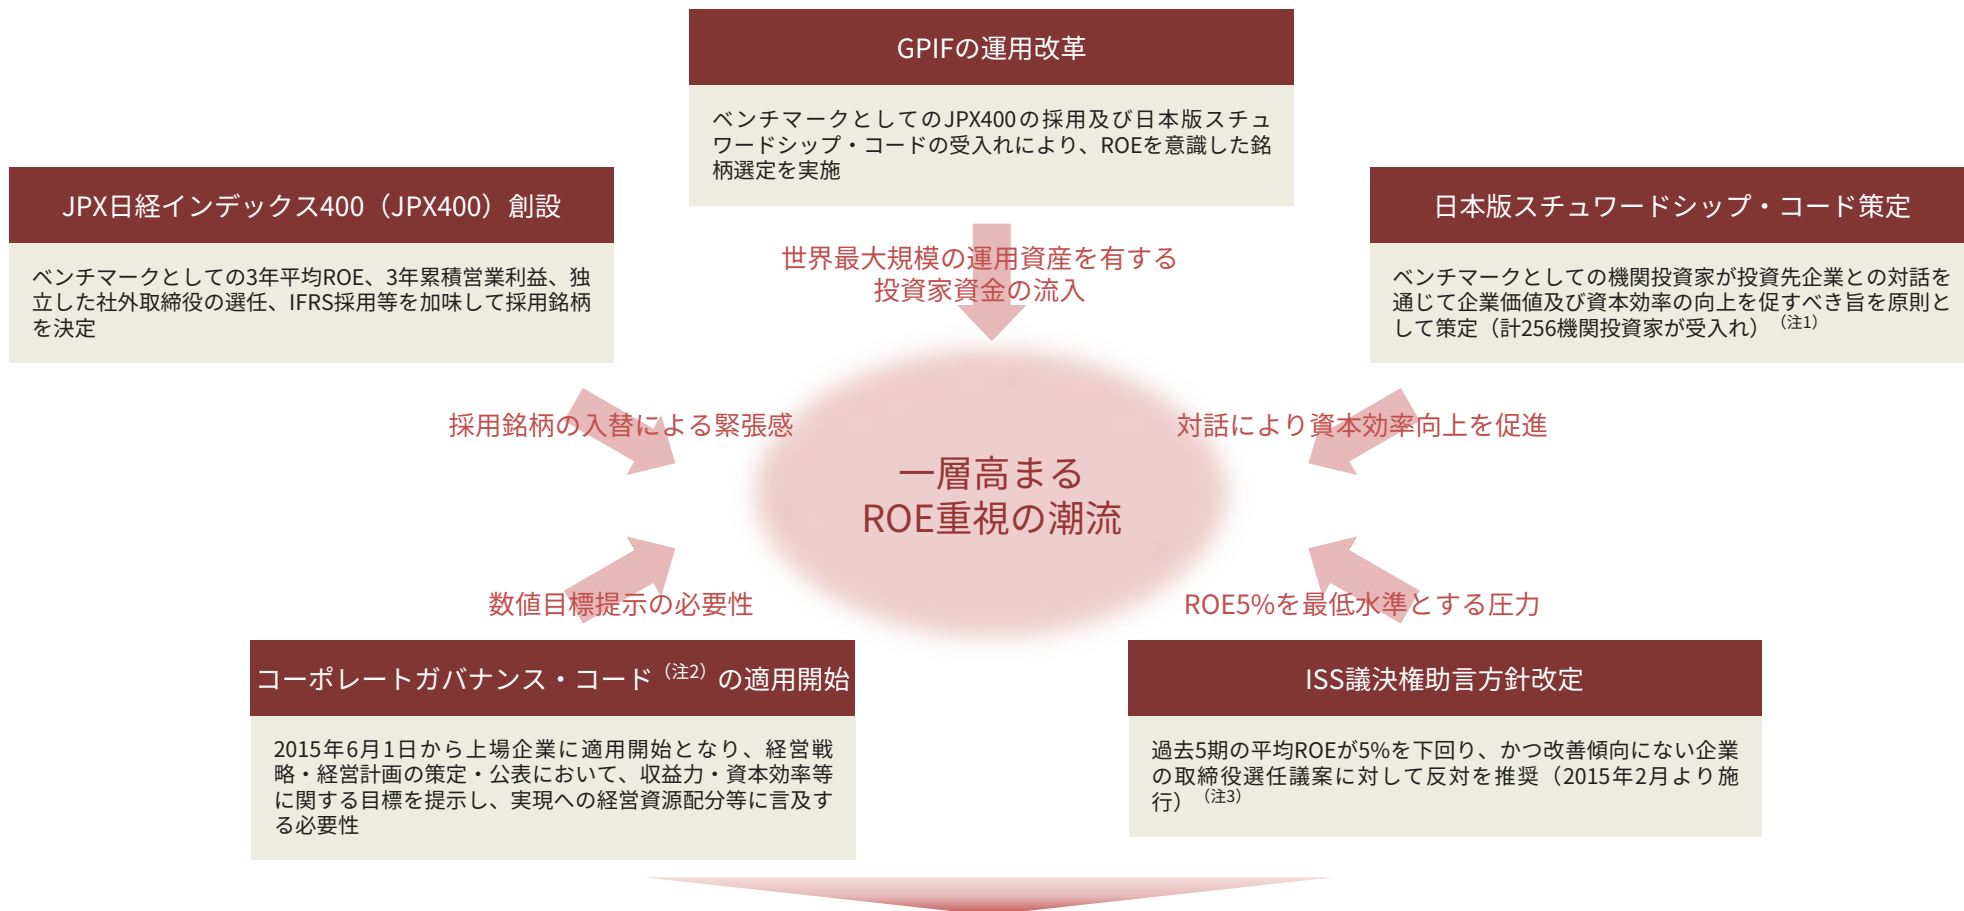 GPIFの運用改革
ベンチマークとしてのJPX400の採用及び日本版スチュ
ワードシップ・コードの受入れにより、ROEを意識した銘
柄選定を実施
JPX日経インデックス400（JPX400）創設
ベンチマークとしての3年平均ROE、3年累積営業利益、独
立した社外取締役の選任、IFRS採用等を加味して採用銘柄
を決定
日本版スチュワードシップ・コード策定
ベンチマークとしての機関投資家が投資先企業との対話を
通じて企業価値及び資本効率の向上を促すべき旨を原則と
して策定（計256機関投資家が受入れ）（注1）
世界最大規模の運用資産を有する
投資家資金の流入
採用銘柄の入替による緊張感
対話により資本効率向上を促進
一層高まる
ROE重視の潮流
数値目標提示の必要性
ROE5%を最低水準とする圧力
コーポレートガバナンス・コード（注2）の適用開始
2015年6月1日から上場企業に適用開始となり、経営戦
略・経営計画の策定・公表において、収益力・資本効率等
に関する目標を提示し、実現への経営資源配分等に言及す
る必要性
ISS議決権助言方針改定
過去5期の平均ROEが5%を下回り、かつ改善傾向にない企業
の取締役選任議案に対して反対を推奨（2015年2月より施
行）（注3）